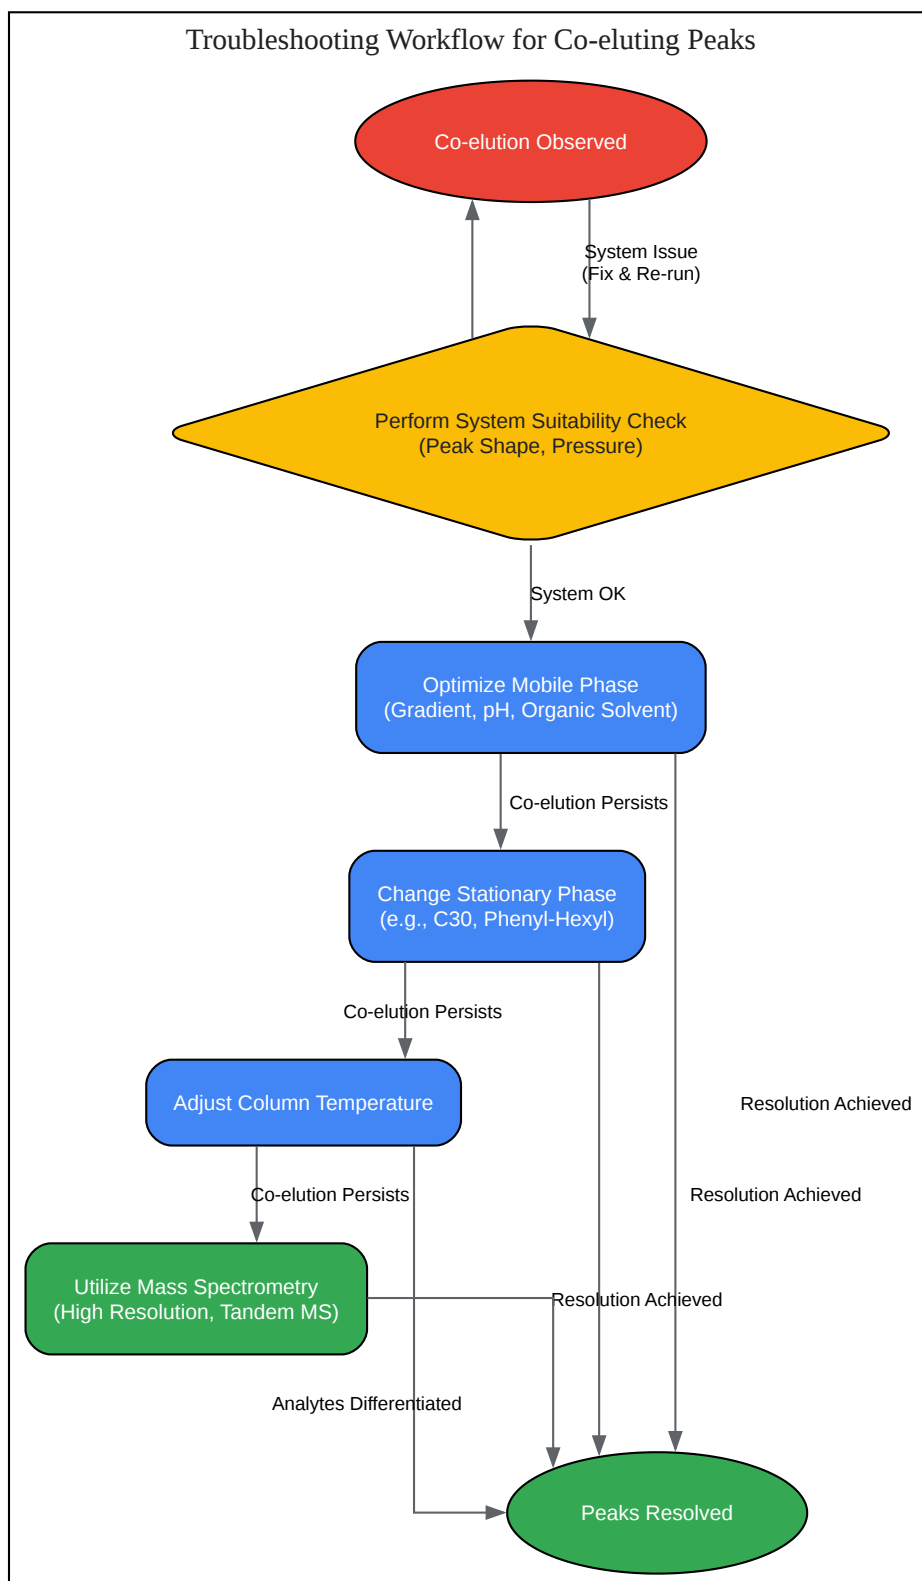 Troubleshooting Workflow for Co-eluting Peaks
Co-elution Observed
System Issue
(Fix & Re-run)
Perform System Suitability Check
(Peak Shape, Pressure)
System OK
Optimize Mobile Phase
(Gradient, pH, Organic Solvent)
Co-elution Persists
Change Stationary Phase
(e.g., C30, Phenyl-Hexyl)
Co-elution Persists
Adjust Column Temperature
Resolution Achieved
Co-elution Persists
Resolution Achieved
Utilize Mass Spectrometry
(High Resolution, Tandem MS)
Resolution Achieved
Analytes Differentiated
Peaks Resolved